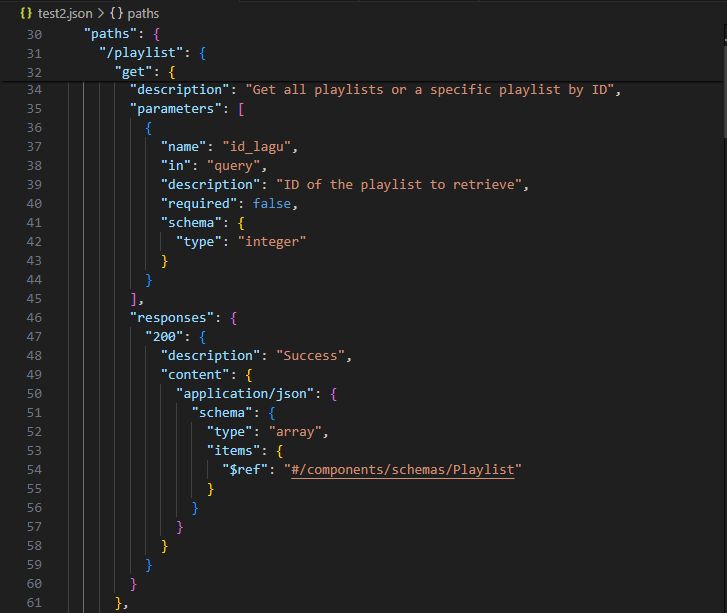 {} test2.json > {} paths
30 "paths": {
31 "/playlist": {
32 "get": {
34 "description": "Get all playlists or a specific playlist by ID",
35 "parameters": [
36 {
37 "name": "id_lagu",
38 "in": "query",
39 "description": "ID of the playlist to retrieve",
40 "required": false,
41 "schema": {
42 "type": "integer"
43 }
44 }
45 ],
46 "responses": {
47 "200": {
48 "description": "Success",
49 "content": {
50 "application/json": {
51 "schema": {
52 "type": "array",
53 "items": {
54 "$ref": "#/components/schemas/Playlist"
55 }
56 }
57 }
58 }
59 }
60 }
61 },